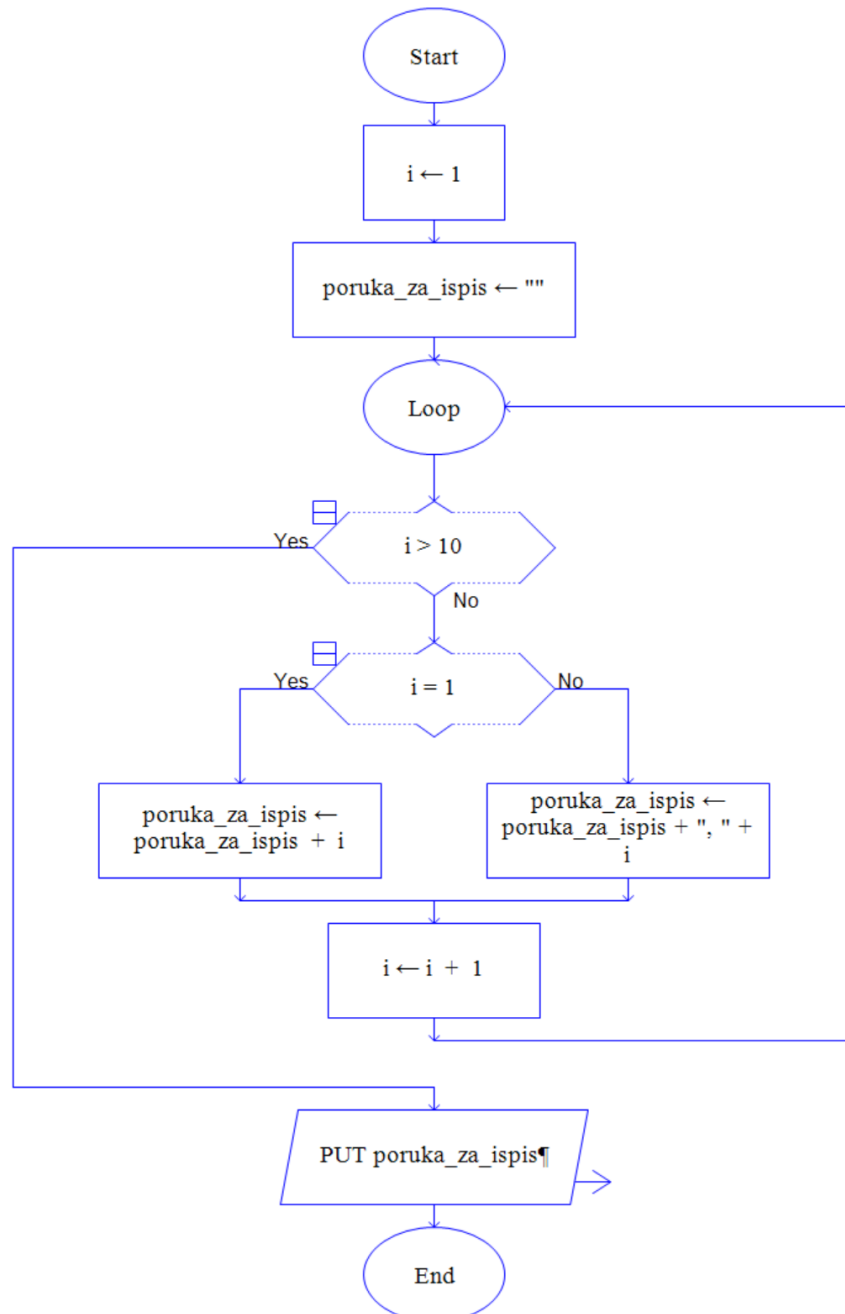 Start
i ← 1
poruka_za_ispis ← ""
Loop
Yes
i > 10
No
Yes
i = 1
No
poruka_za_ispis ←
poruka_za_ispis + i
poruka_za_ispis ←
poruka_za_ispis + ", " +
i
i ← i + 1
PUT poruka_za_ispis¶
End